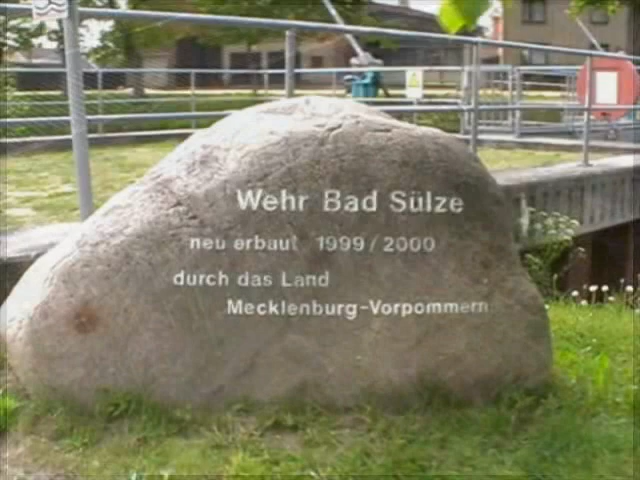 Wehr Bad Sülze
neu erbaut 1999/2000
durch das Land
Mecklenburg-Vorpommern